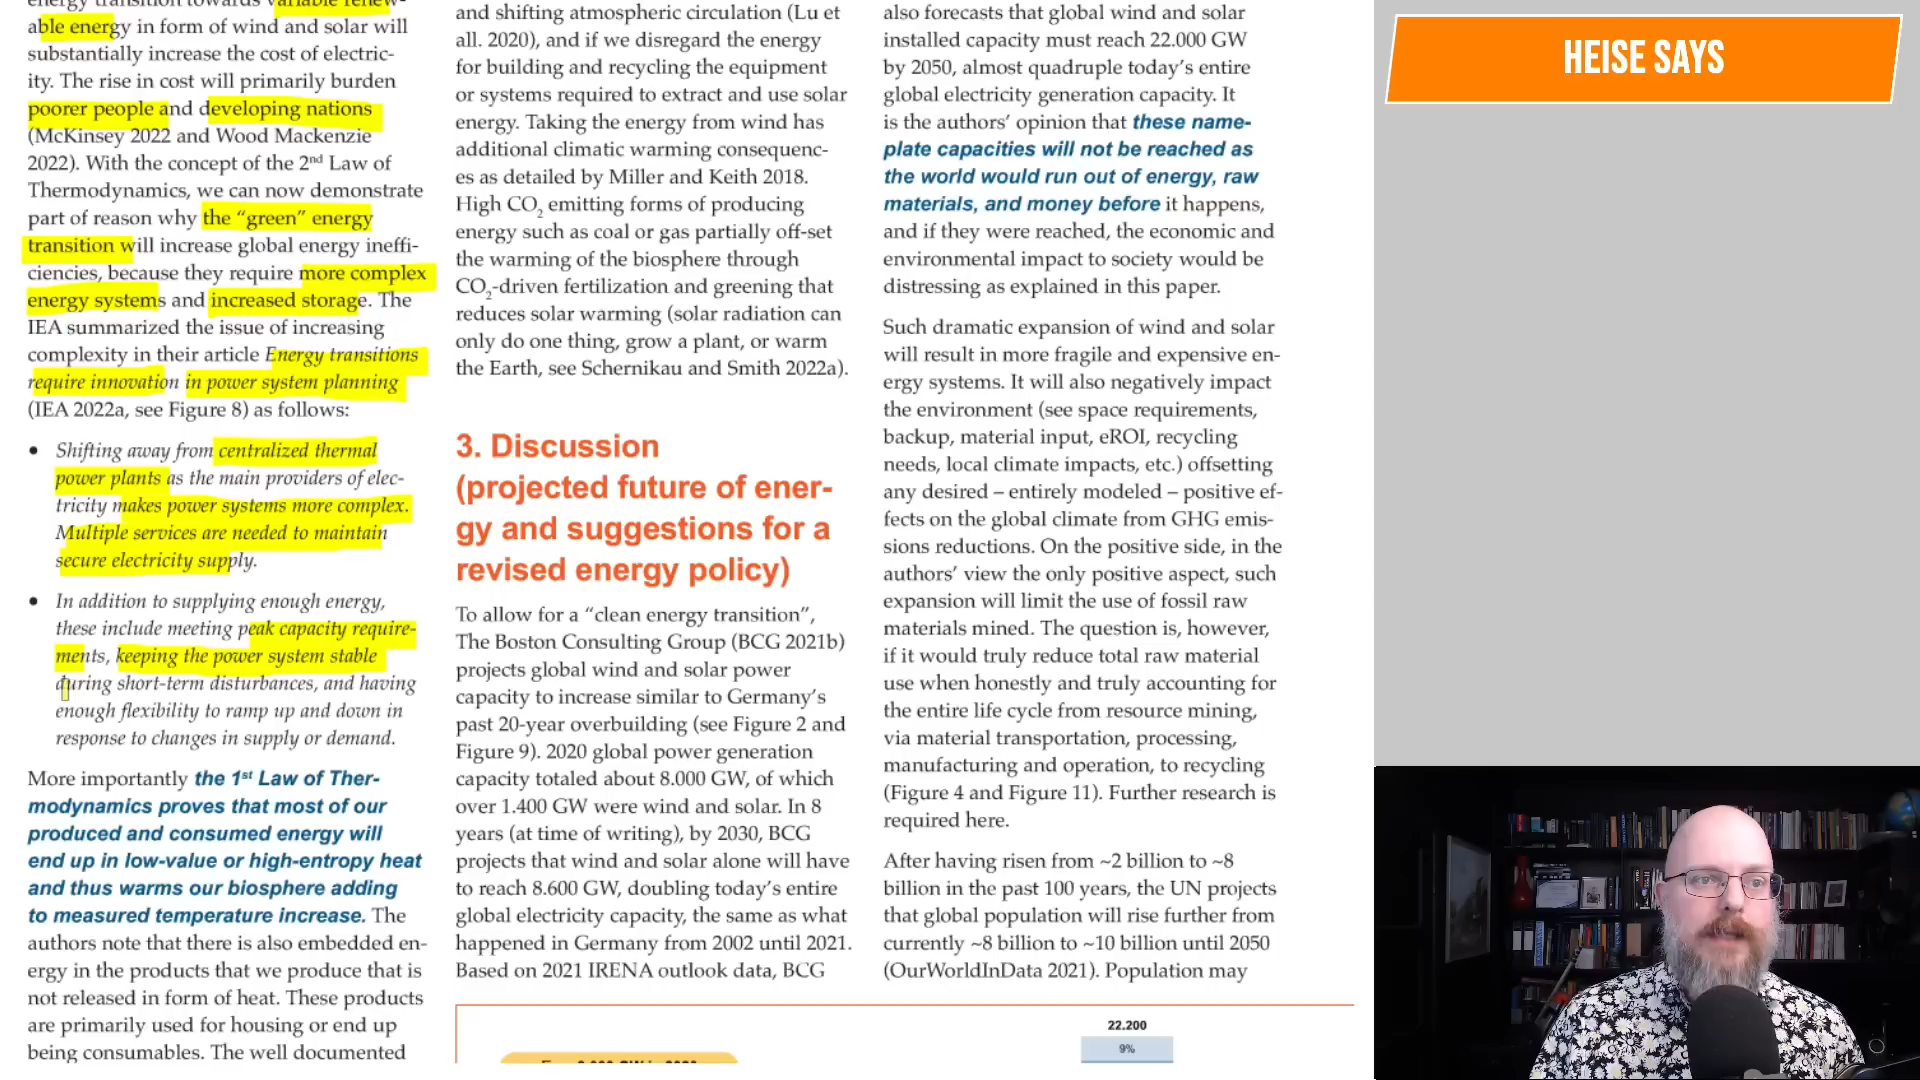 energy transition towards variable renew-
able energy in form of wind and solar will
substantially increase the cost of electric-
ity. The rise in cost will primarily burden
poorer people and developing nations
(McKinsey 2022 and Wood Mackenzie
2022). With the concept of the 2nd Law of
Thermodynamics, we can now demonstrate
part of reason why the “green” energy
transition will increase global energy ineffi-
ciencies, because they require more complex
energy systems and increased storage. The
IEA summarized the issue of increasing
complexity in their article Energy transitions
require innovation in power system planning
(IEA 2022a, see Figure 8) as follows:
• Shifting away from centralized thermal
power plants as the main providers of elec-
tricity makes power systems more complex.
Multiple services are needed to maintain
secure electricity supply.
• In addition to supplying enough energy,
these include meeting peak capacity require-
ments, keeping the power system stable
during short-term disturbances, and having
enough flexibility to ramp up and down in
response to changes in supply or demand.
More importantly the 1st Law of Ther-
modynamics proves that most of our
produced and consumed energy will
end up in low-value or high-entropy heat
and thus warms our biosphere adding
to measured temperature increase. The
authors note that there is also embedded en-
ergy in the products that we produce that is
not released in form of heat. These products
are primarily used for housing or end up
being consumables. The well documented
and shifting atmospheric circulation (Lu et
all. 2020), and if we disregard the energy
for building and recycling the equipment
or systems required to extract and use solar
energy. Taking the energy from wind has
additional climatic warming consequenc-
es as detailed by Miller and Keith 2018.
High CO2 emitting forms of producing
energy such as coal or gas partially off-set
the warming of the biosphere through
CO2-driven fertilization and greening that
reduces solar warming (solar radiation can
only do one thing, grow a plant, or warm
the Earth, see Schernikau and Smith 2022a).
3. Discussion
(projected future of ener-
gy and suggestions for a
revised energy policy)
To allow for a “clean energy transition”,
The Boston Consulting Group (BCG 2021b)
projects global wind and solar power
capacity to increase similar to Germany’s
past 20-year overbuilding (see Figure 2 and
Figure 9). 2020 global power generation
capacity totaled about 8.000 GW, of which
over 1.400 GW were wind and solar. In 8
years (at time of writing), by 2030, BCG
projects that wind and solar alone will have
to reach 8.600 GW, doubling today’s entire
global electricity capacity, the same as what
happened in Germany from 2002 until 2021.
Based on 2021 IRENA outlook data, BCG
also forecasts that global wind and solar
installed capacity must reach 22.000 GW
by 2050, almost quadruple today’s entire
global electricity generation capacity. It
is the authors’ opinion that these name-
plate capacities will not be reached as
the world would run out of energy, raw
materials, and money before it happens,
and if they were reached, the economic and
environmental impact to society would be
distressing as explained in this paper.
Such dramatic expansion of wind and solar
will result in more fragile and expensive en-
ergy systems. It will also negatively impact
the environment (see space requirements,
backup, material input, eROI, recycling
needs, local climate impacts, etc.) offsetting
any desired – entirely modeled – positive ef-
fects on the global climate from GHG emis-
sions reductions. On the positive side, in the
authors’ view the only positive aspect, such
expansion will limit the use of fossil raw
materials mined. The question is, however,
if it would truly reduce total raw material
use when honestly and truly accounting for
the entire life cycle from resource mining,
via material transportation, processing,
manufacturing and operation, to recycling
(Figure 4 and Figure 11). Further research is
required here.
After having risen from ~2 billion to ~8
billion in the past 100 years, the UN projects
that global population will rise further from
currently ~8 billion to ~10 billion until 2050
(OurWorldInData 2021). Population may
22.200
9%
HEISE SAYS